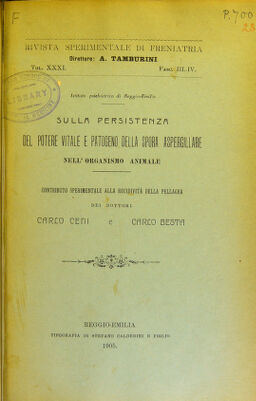 F
P.700
RIVISTA SPERIMENTALE DI FRENIATRIA
Direttore: A. TAMBURINI
VOL. XXXI. FASC. III.IV.
LIBRARY
Istituto psichiatrico di Reggio-Emilia
SULLA PERSISTENZA
DEL POTERE VITALE E PATOGENO DELLA SPORA ASPERGILLARE
NELL'ORGANISMO ANIMALE
CONTRIBUTO SPERIMENTALE ALLA RECIDIVITÀ DELLA PELLAGRA
DEI DOTTORI
CARLO CENI e CARLO BESTA
REGGIO-EMILIA
TIPOGRAFIA DI STEFANO CALDERINI E FIGLIO
1905.